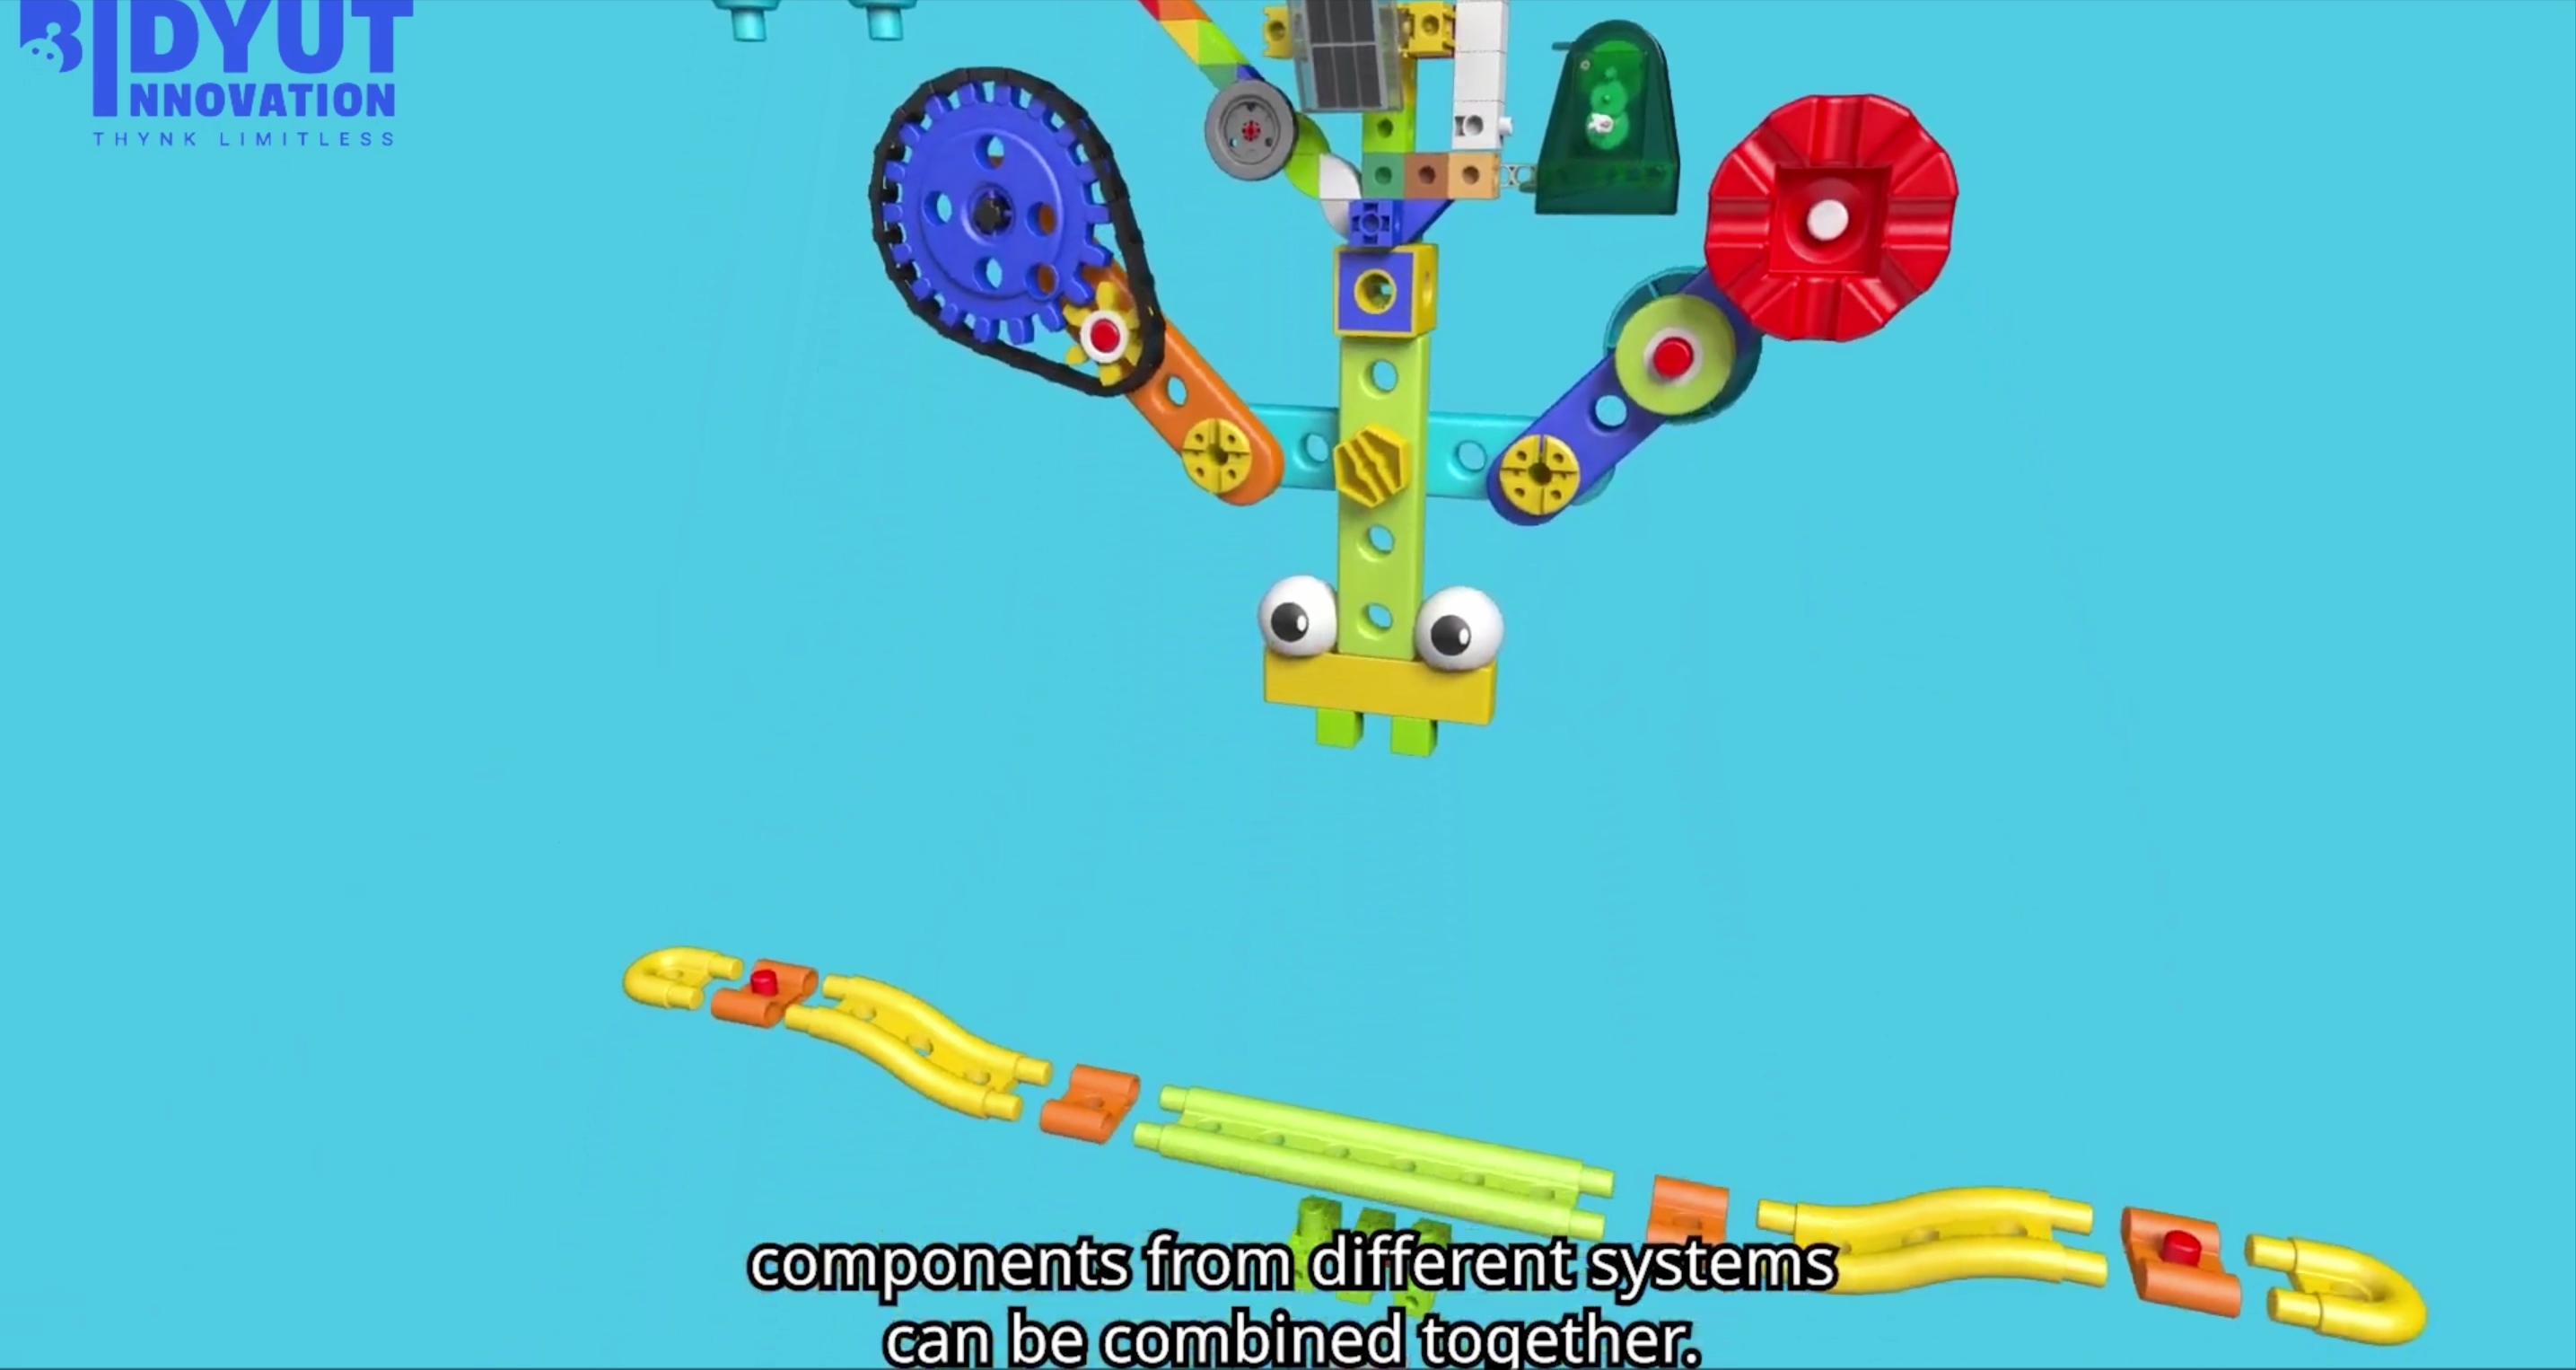 BIDYUT
INNOVATION
THYNK LIMITLESS
components from different systems
can be combined together.